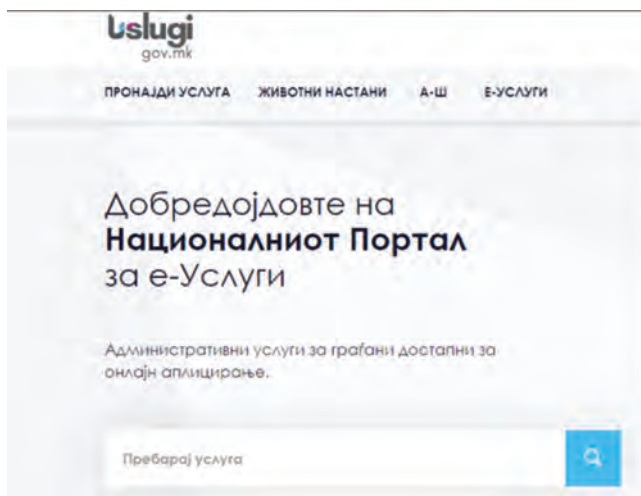 uslugi
gov.mk
ПРОНАЈДИ УСЛУГА ЖИВОТНИ НАСТАНИ А-Ш Е-УСЛУГИ
Добредојдовте на
Националниот Портал
за е-Услуги
Административни услуги за граѓани достапни за
онлајн аплицирање.
Пребарај услуга